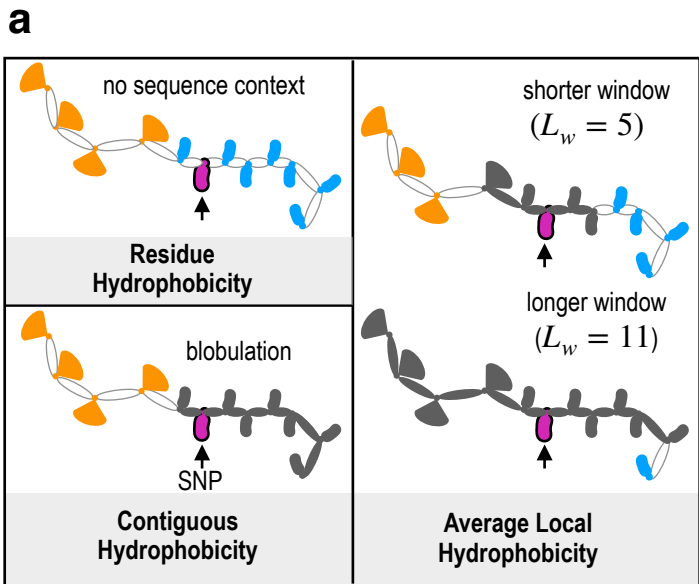 a
no sequence context
Residue
Hydrophobicity
blobulation
SNP
Contiguous
Hydrophobicity
shorter window
(L_w = 5)
longer window
(L_w = 11)
Average Local
Hydrophobicity